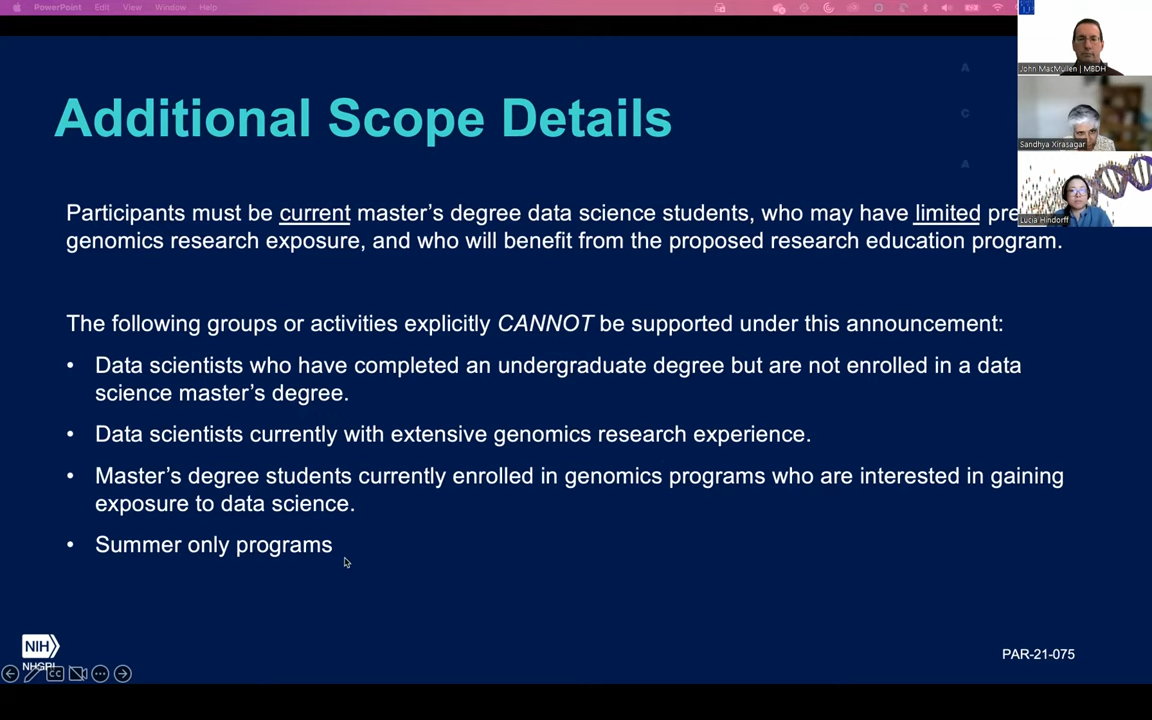 PowerPoint File Edit View Window Help
John MacMullen | MBDH
Sandhya Xirasagar
Lucia Hindorff
A
C
A
Additional Scope Details
Participants must be current master's degree data science students, who may have limited
genomics research exposure, and who will benefit from the proposed research education program.
The following groups or activities explicitly CANNOT be supported under this announcement:
• Data scientists who have completed an undergraduate degree but are not enrolled in a data
science master's degree.
• Data scientists currently with extensive genomics research experience.
• Master's degree students currently enrolled in genomics programs who are interested in gaining
exposure to data science.
• Summer only programs
NIH
NHGRI
CC
PAR-21-075